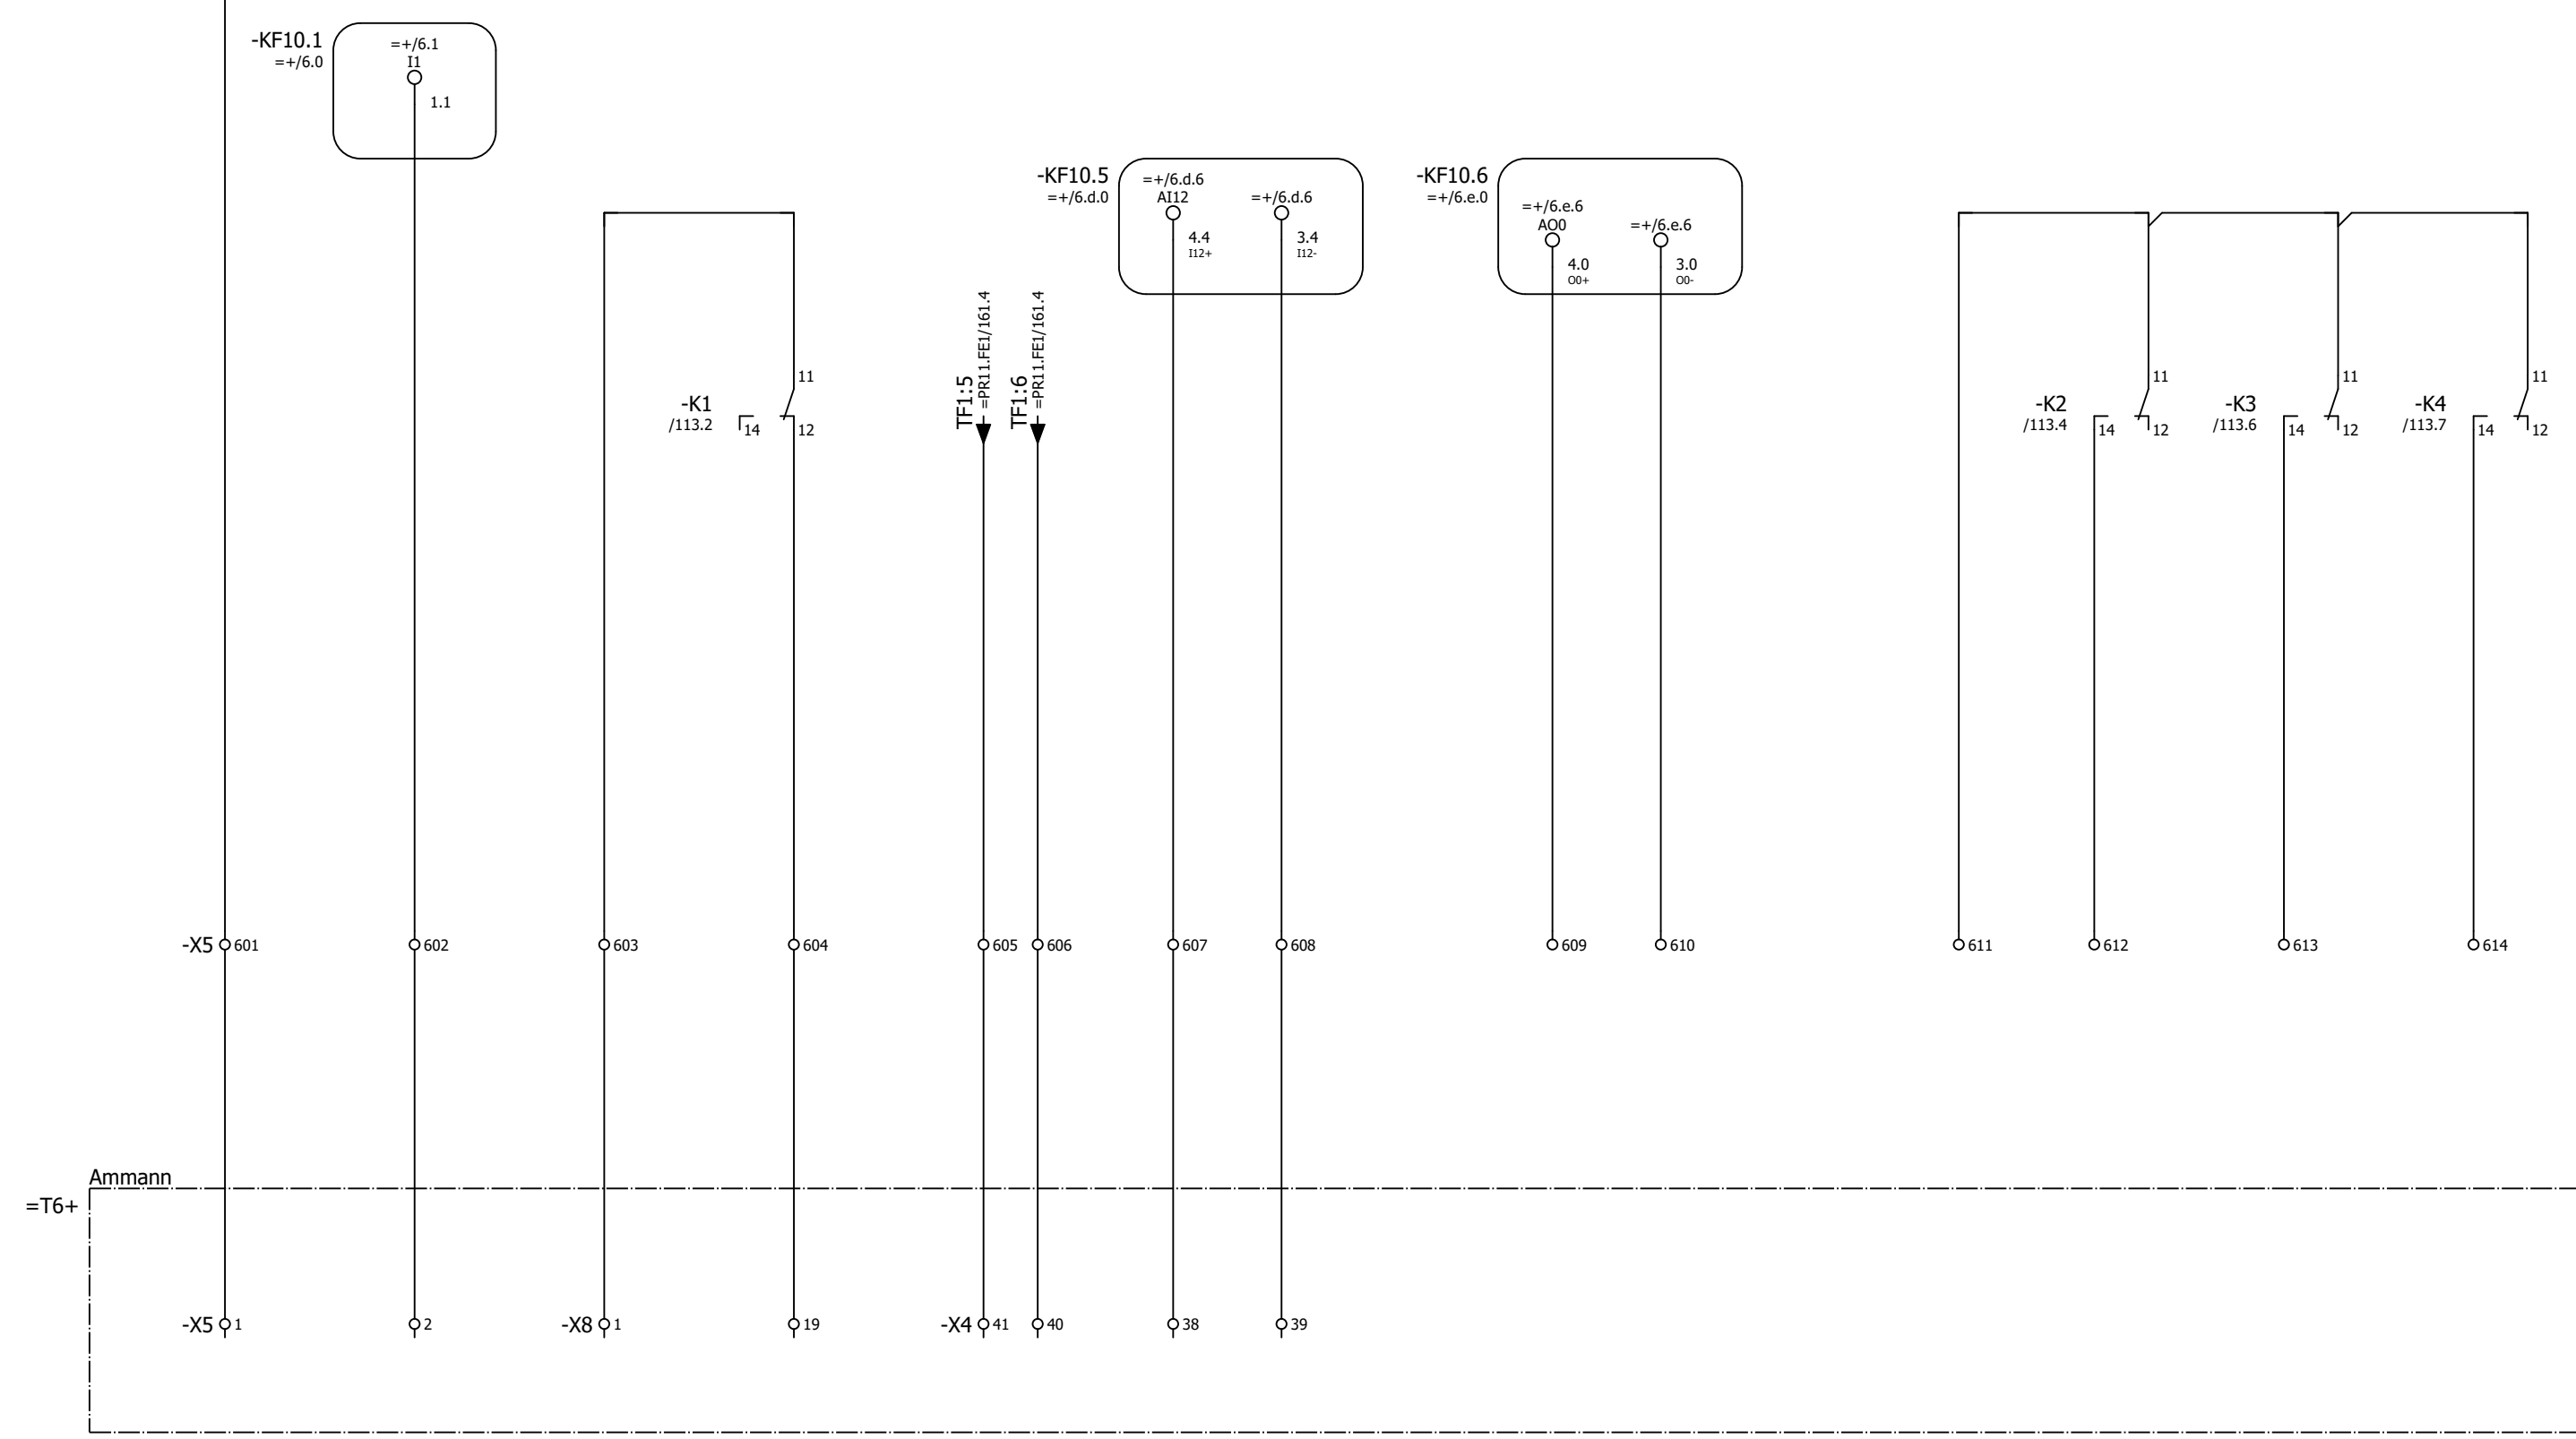 -KF10.1
=+/6.0
=+/6.1
I1
1.1
-KF10.5
=+/6.d.0
=+/6.d.6
AI12
4.4
I12+
=+/6.d.6
3.4
I12-
-KF10.6
=+/6.e.0
=+/6.e.6
AO0
4.0
O0+
=+/6.e.6
3.0
O0-
-K1
/113.2
11
14
12
TF1:5
=PR11.FE1/161.4
TF1:6
=PR11.FE1/161.4
-K2
/113.4
11
14
12
-K3
/113.6
11
14
12
-K4
/113.7
11
14
12
-X5 601 602 603 604 605 606 607 608 609 610 611 612 613 614
Ammann
=T6+
-X5 1 2 -X8 1 19 -X4 41 40 38 39